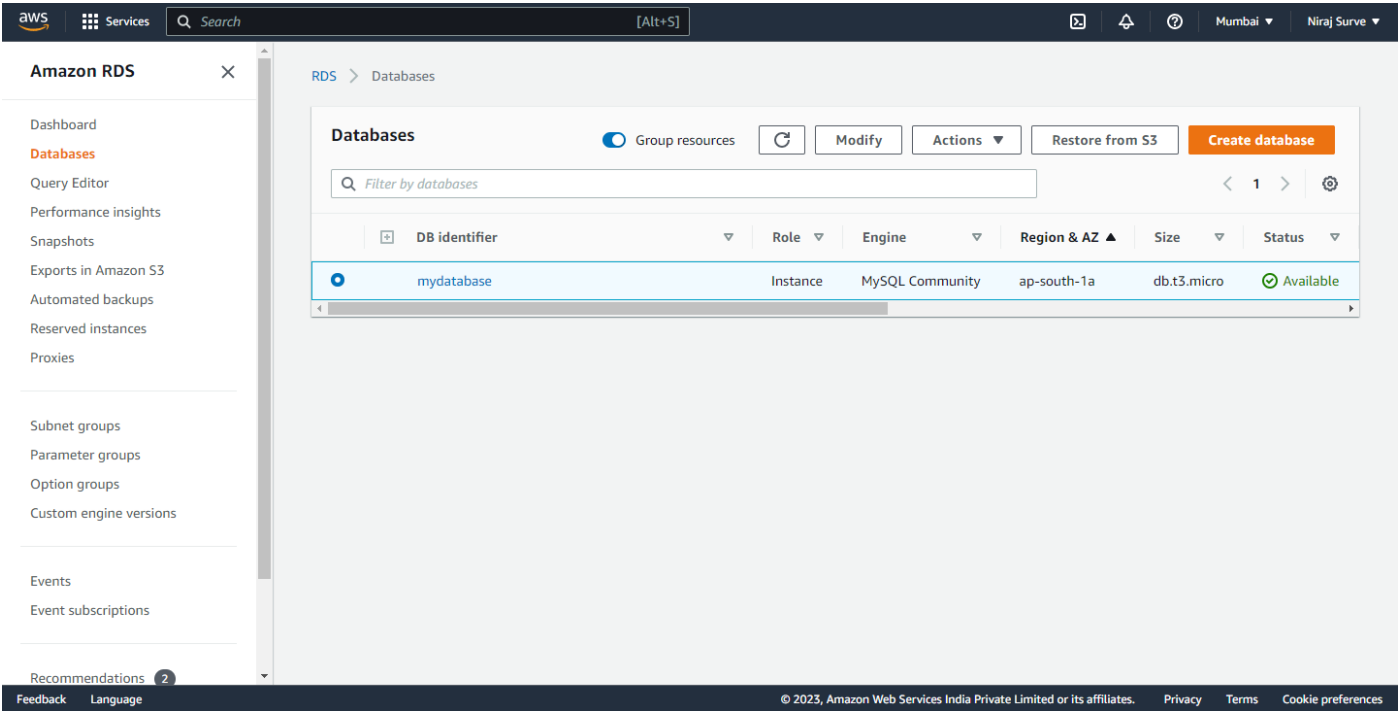 aws Services Search [Alt+S] Mumbai Niraj Surve
Amazon RDS
Dashboard
Databases
Query Editor
Performance insights
Snapshots
Exports in Amazon S3
Automated backups
Reserved instances
Proxies
Subnet groups
Parameter groups
Option groups
Custom engine versions
Events
Event subscriptions
Recommendations 2
RDS > Databases
Databases Group resources Modify Actions Restore from S3 Create database
Filter by databases 1
DB identifier Role Engine Region & AZ Size Status
mydatabase Instance MySQL Community ap-south-1a db.t3.micro Available
Feedback Language © 2023, Amazon Web Services India Private Limited or its affiliates. Privacy Terms Cookie preferences